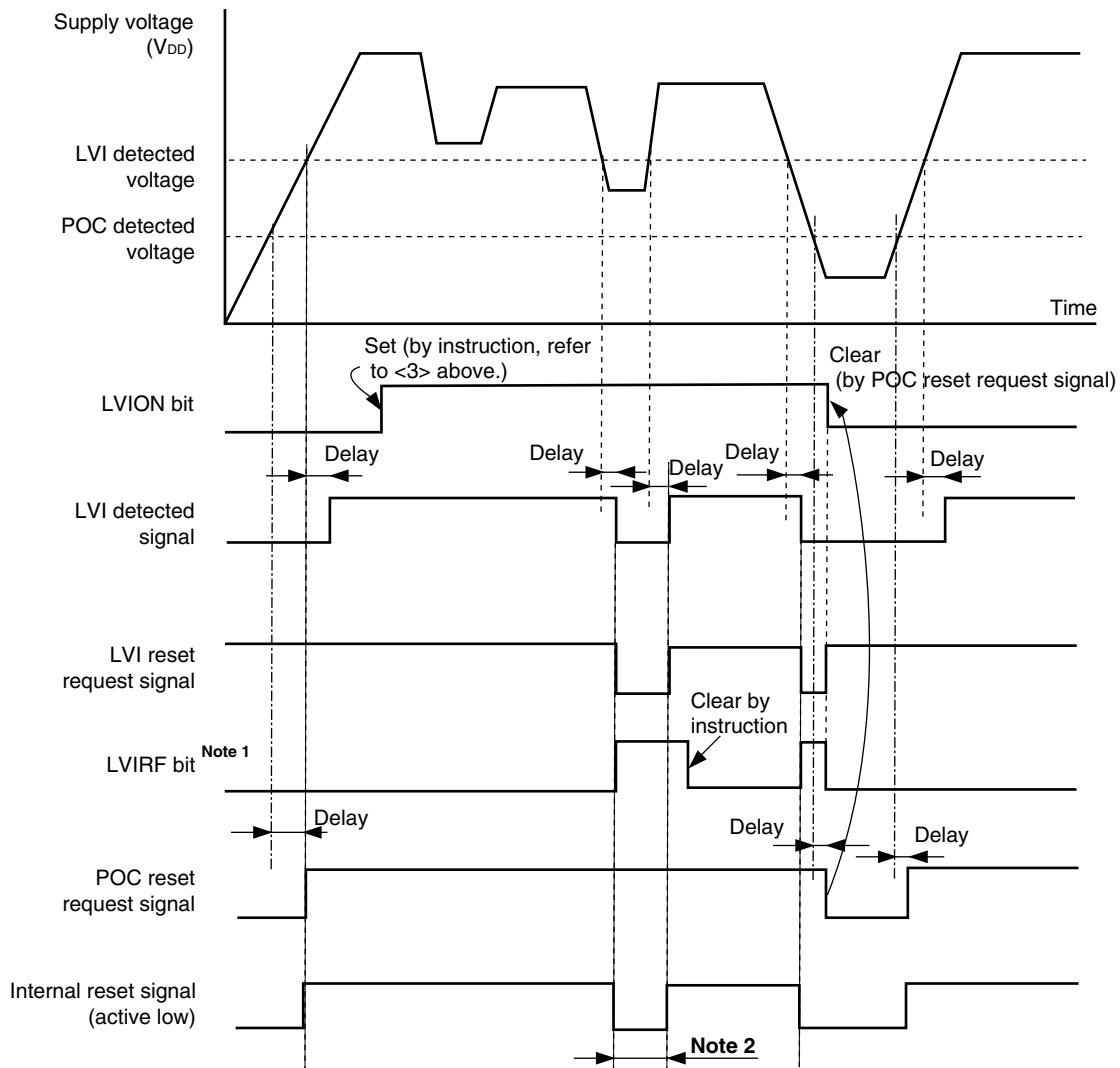 Supply voltage
(VDD)
LVI detected
voltage
POC detected
voltage
Time
Set (by instruction, refer
to <3> above.)
Clear
(by POC reset request signal)
LVION bit
Delay
Delay
Delay
Delay
Delay
LVI detected
signal
LVI reset
request signal
Clear by
instruction
LVIRF bit Note 1
Delay
Delay
Delay
POC reset
request signal
Internal reset signal
(active low)
Note 2